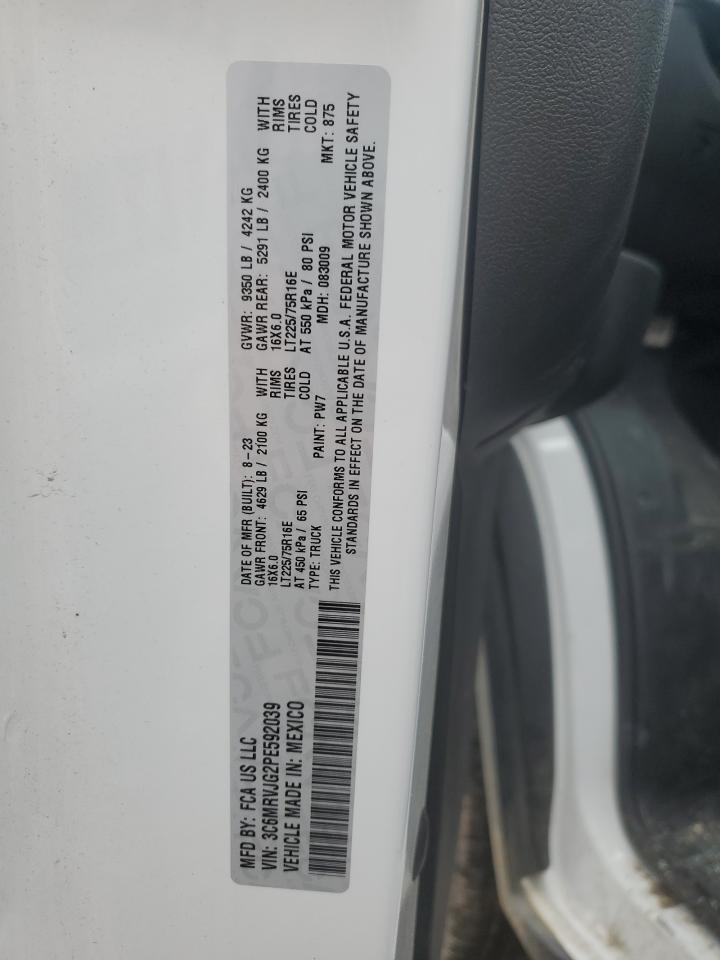 MFD BY: FCA US LLC
VIN: 3C6MRVJG2PE592039
VEHICLE MADE IN: MEXICO
DATE OF MFR (BUILT): 8-23 GVWR: 9350 LB / 4242 KG
GAWR FRONT: 4629 LB / 2100 KG WITH GAWR REAR: 5291 LB / 2400 KG WITH
16X6.0 RIMS 16X6.0 RIMS
LT225/75R16E TIRES LT225/75R16E TIRES
AT 450 kPa / 65 PSI COLD AT 550 kPa / 80 PSI COLD
TYPE: TRUCK PAINT: PW7 MDH: 083009 MKT: 875
THIS VEHICLE CONFORMS TO ALL APPLICABLE U.S.A. FEDERAL MOTOR VEHICLE SAFETY
STANDARDS IN EFFECT ON THE DATE OF MANUFACTURE SHOWN ABOVE.